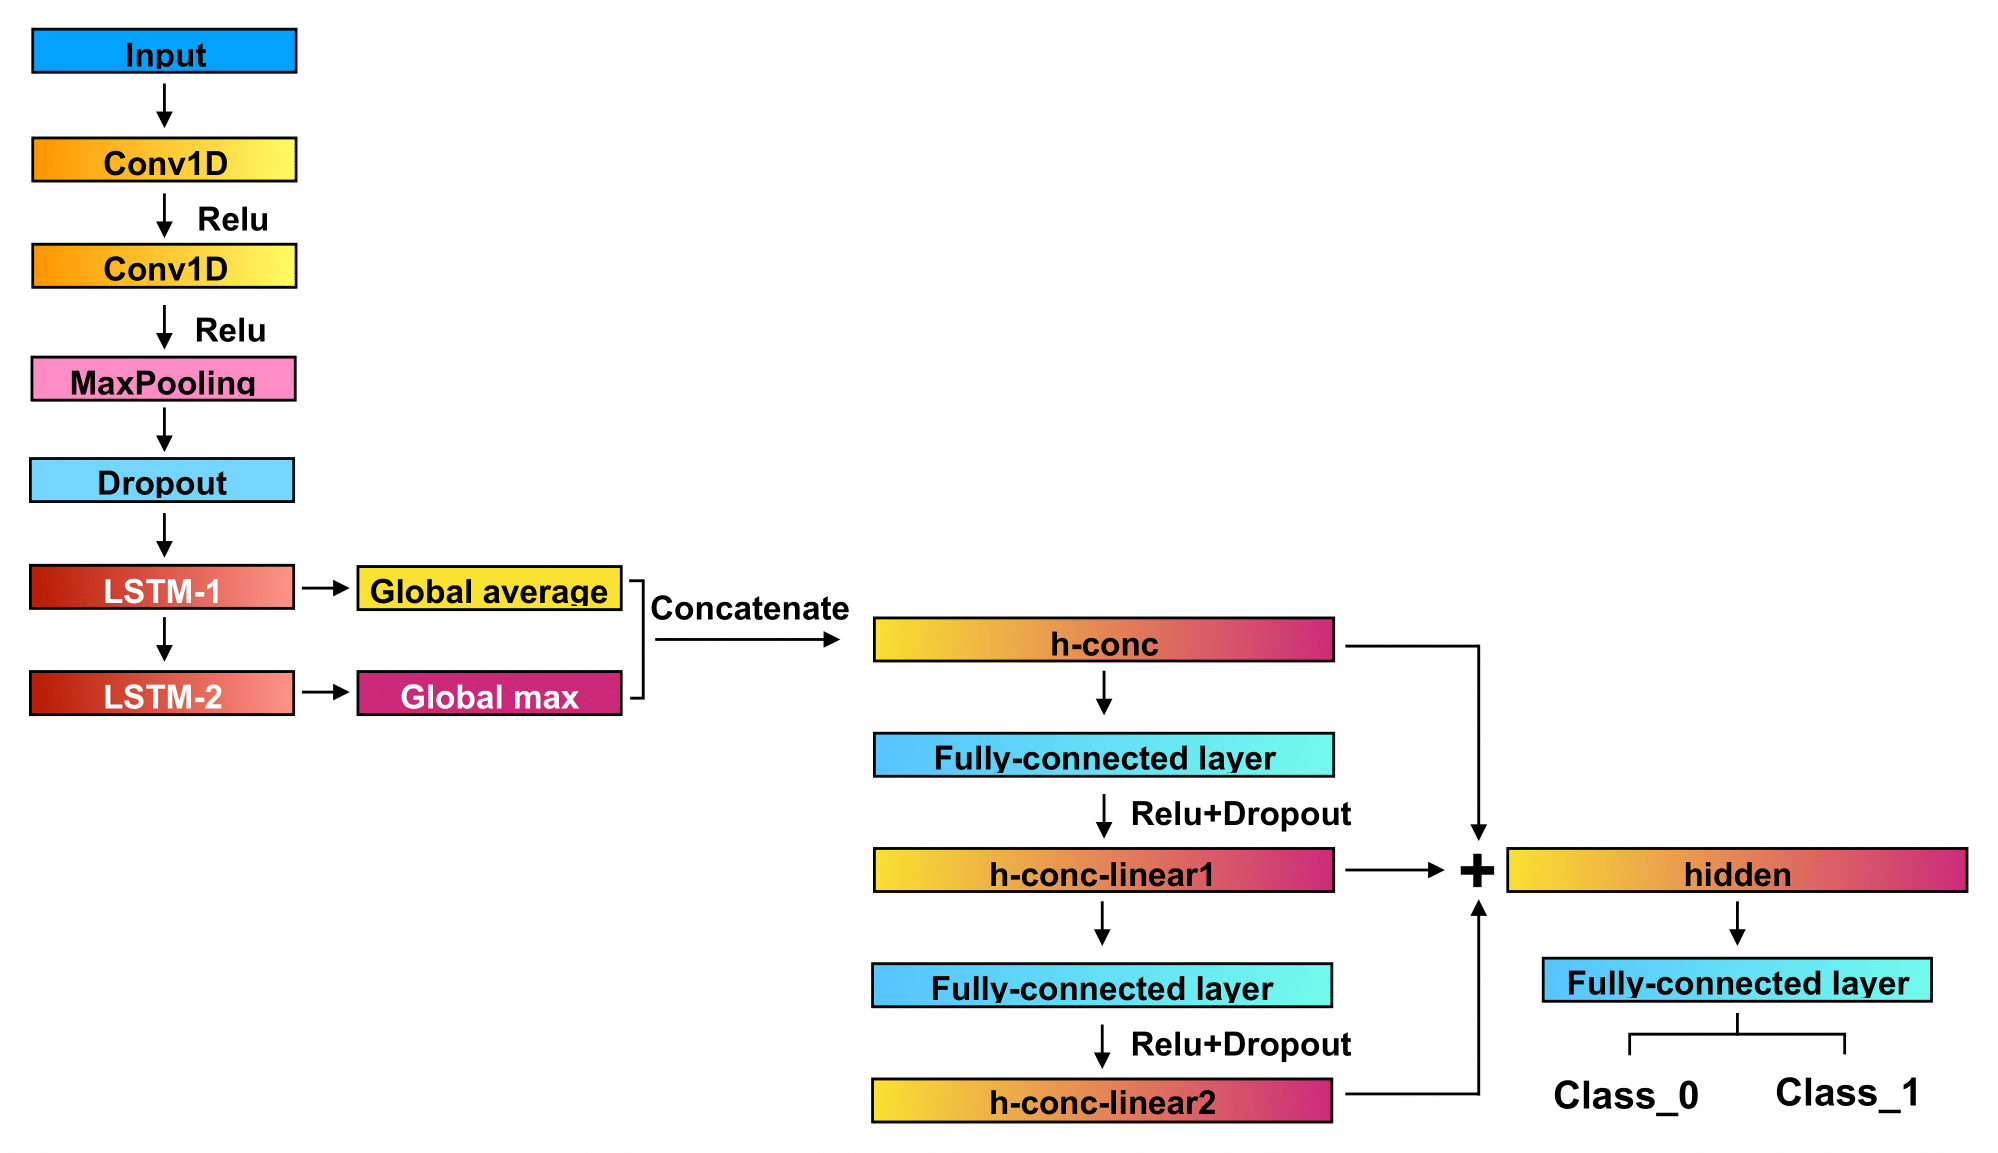 Input
Conv1D
Relu
Conv1D
Relu
MaxPooling
Dropout
LSTM-1
Global average
LSTM-2
Global max
Concatenate
h-conc
Fully-connected layer
Relu+Dropout
h-conc-linear1
Fully-connected layer
Relu+Dropout
h-conc-linear2
+
hidden
Fully-connected layer
Class_0
Class_1